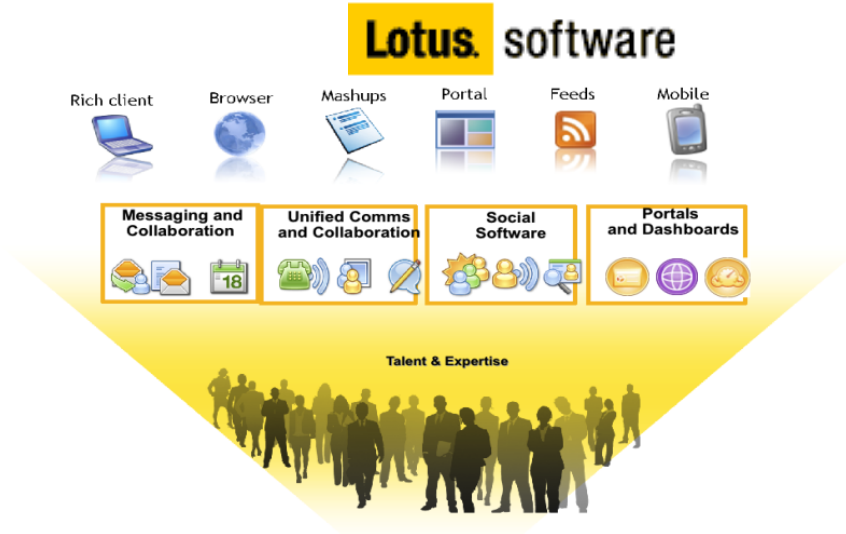 Lotus. software
Rich client
Browser
Mashups
Portal
Feeds
Mobile
Messaging and
Collaboration
Unified Comms
and Collaboration
Social
Software
Portals
and Dashboards
18
Talent & Expertise